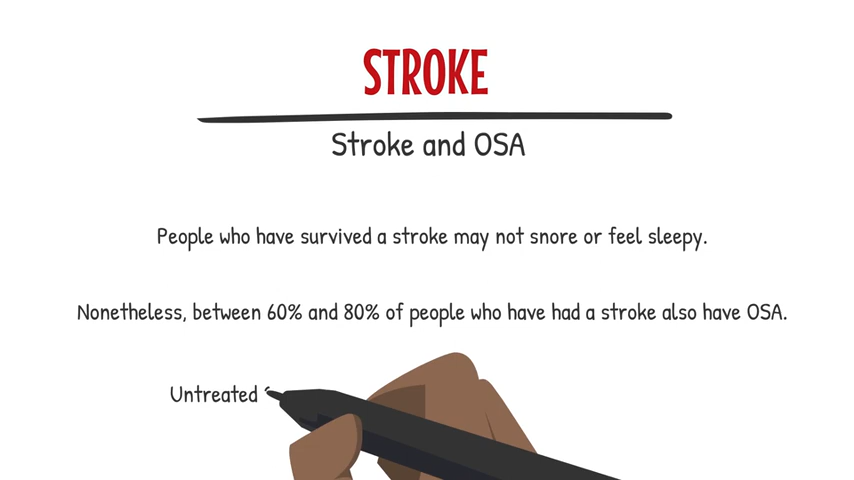 STROKE
Stroke and OSA
People who have survived a stroke may not snore or feel sleepy.
Nonetheless, between 60% and 80% of people who have had a stroke also have OSA.
Untreated